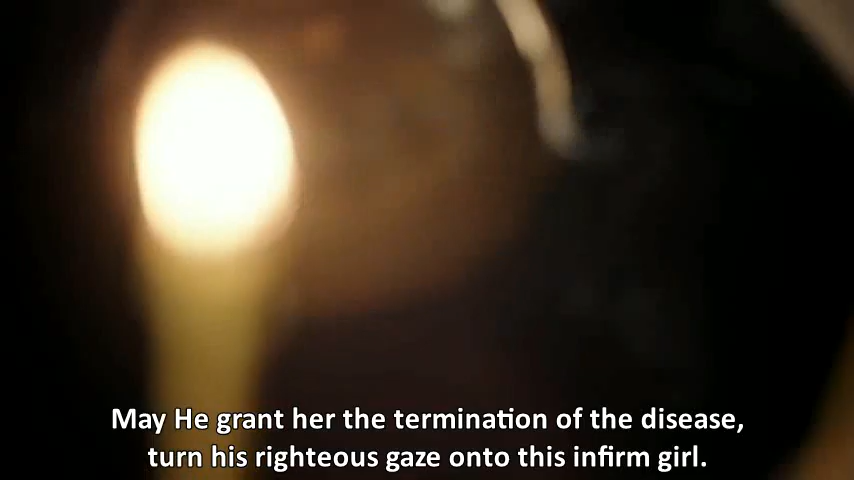 May He grant her the termination of the disease,
turn his righteous gaze onto this infirm girl.